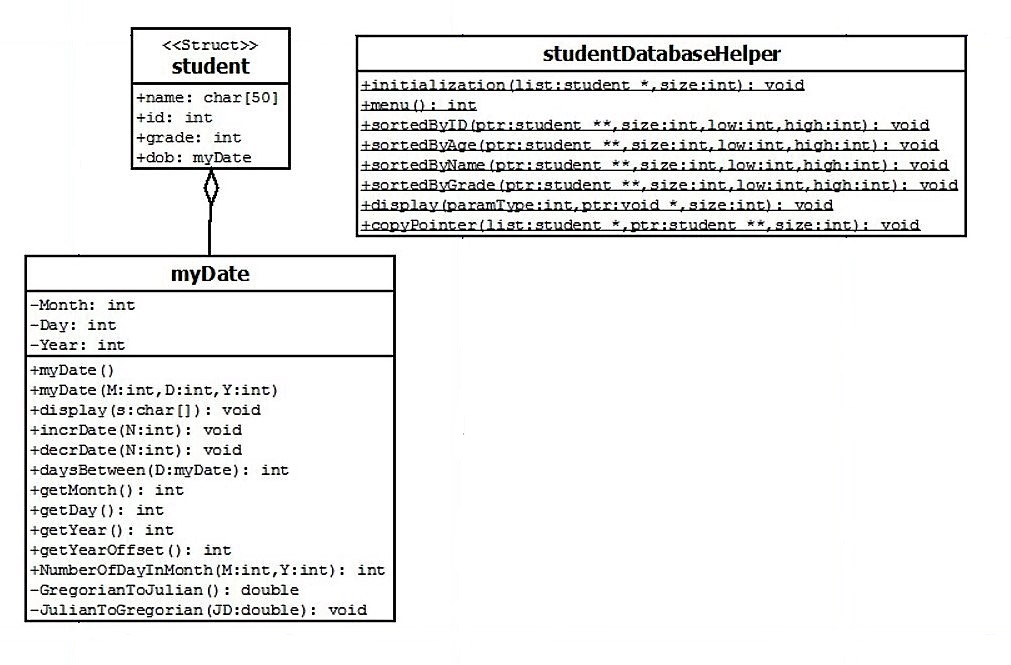 <<Struct>>
student
+name: char[50]
+id: int
+grade: int
+dob: myDate
studentDatabaseHelper
+initialization(list:student *,size:int): void
+menu(): int
+sortedByID(ptr:student **,size:int,low:int,high:int): void
+sortedByAge(ptr:student **,size:int,low:int,high:int): void
+sortedByName(ptr:student **,size:int,low:int,high:int): void
+sortedByGrade(ptr:student **,size:int,low:int,high:int): void
+display(paramType:int,ptr:void *,size:int): void
+copyPointer(list:student *,ptr:student **,size:int): void
myDate
-Month: int
-Day: int
-Year: int
+myDate()
+myDate(M:int,D:int,Y:int)
+display(s:char[]): void
+incrDate(N:int): void
+decrDate(N:int): void
+daysBetween(D:myDate): int
+getMonth(): int
+getDay(): int
+getYear(): int
+getYearOffset(): int
+NumberOfDayInMonth(M:int,Y:int): int
-GregorianToJulian(): double
-JulianToGregorian(JD:double): void